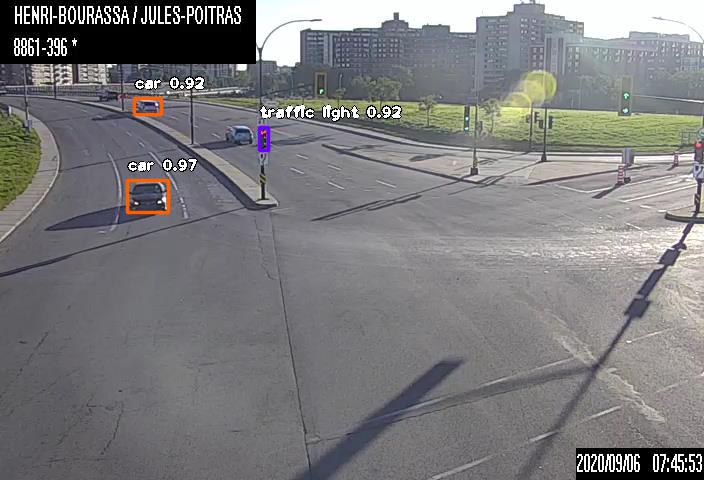 HENRI-BOURASSA / JULES-POITRAS
8861-396 *
car 0.92
traffic light 0.92
car 0.97
2020/09/06 07:45:53